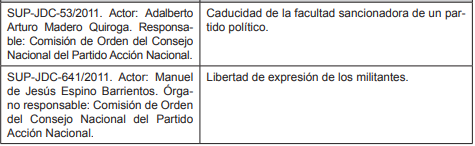 SUP-JDC-53/2011. Actor: Adalberto
Arturo Madero Quiroga. Responsa-
ble: Comisión de Orden del Consejo
Nacional del Partido Acción Nacional.
Caducidad de la facultad sancionadora de un par-
tido político.
SUP-JDC-641/2011. Actor: Manuel
de Jesús Espino Barrientos. Órga-
no responsable: Comisión de Orden
del Consejo Nacional del Partido
Acción Nacional.
Libertad de expresión de los militantes.